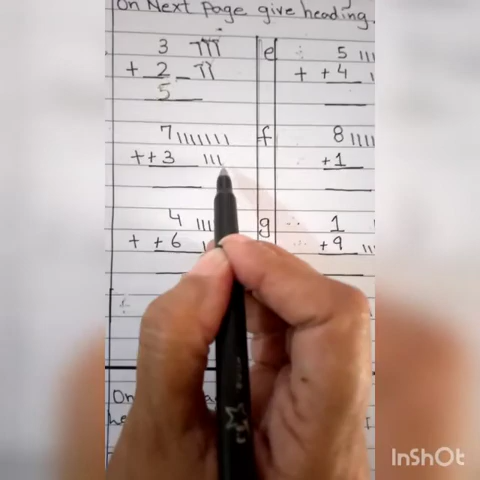 On Next page give heading.
3
+ 2
5
e
5
+ +4
7
++3
f
8
+1
4
+ +6
g
1
+9
On
InShOt